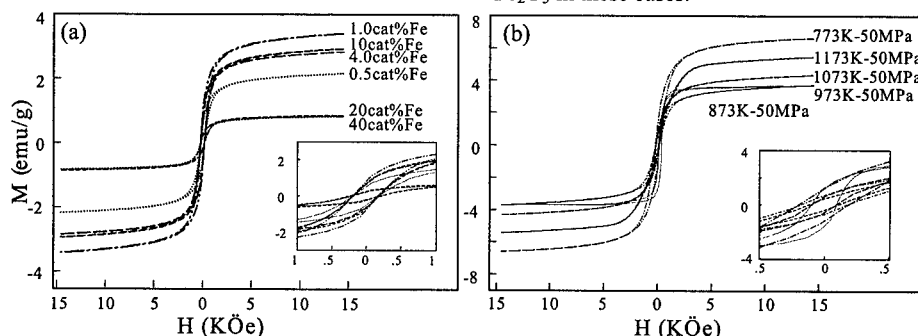 (a)
1.0cat%Fe
10cat%Fe
4.0cat%Fe
0.5cat%Fe
20cat%Fe
40cat%Fe
M (emu/g)
4
2
0
-2
-4
15 10 5 0 5 10 15
H (KÖe)
2
0
-2
1 .5 0 .5 1
(b)
773K-50MPa
1173K-50MPa
1073K-50MPa
973K-50MPa
873K-50MPa
8
6
4
0
-4
-8
15 10 5 0 5 10 15
H (KÖe)
4
0
-4
.5 0 .5